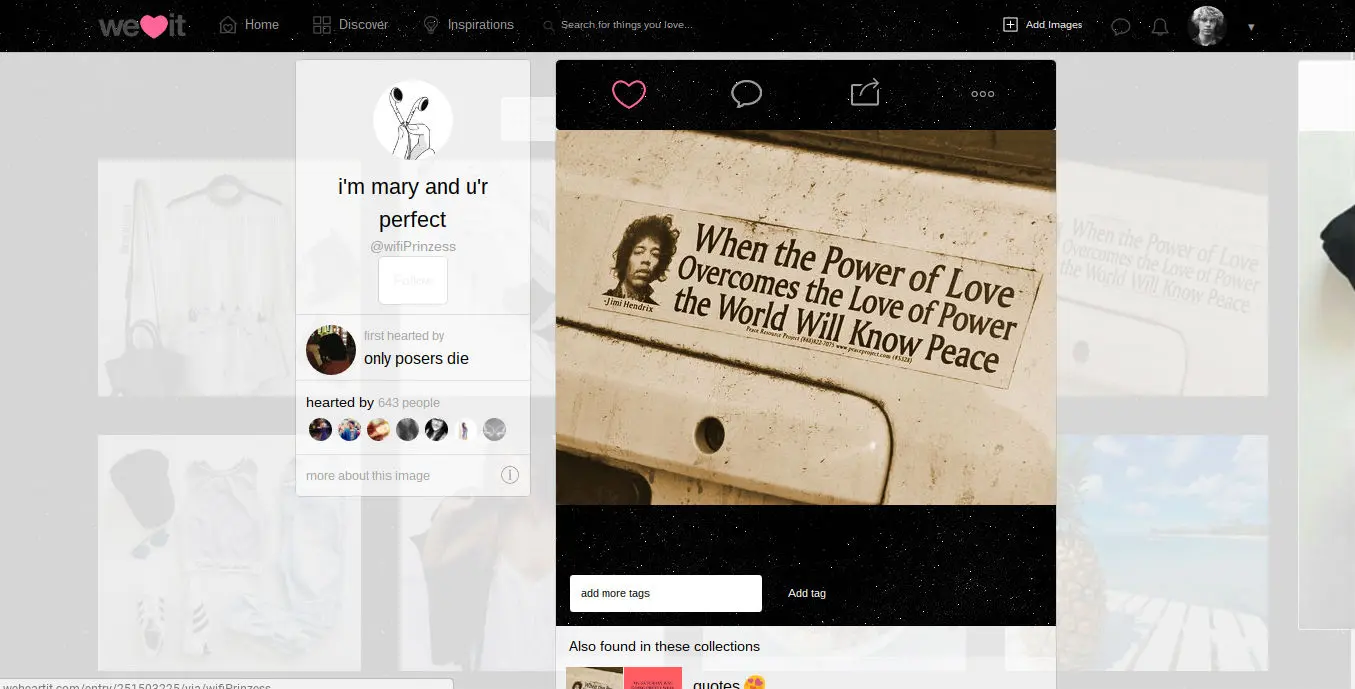 we it
Home
Discover
Inspirations
Search for things you love...
Add Images
i'm mary and u'r
perfect
@wifiPrinzess
Follow
first hearted by
only posers die
hearted by 643 people
more about this image
When the Power of Love
Overcomes the Love of Power
the World Will Know Peace
-Jimi Hendrix
Peace Resource Project (888)822-7075 www.peaceproject.com (#S328)
When the Power of Love
Overcomes the Love of Power
the World Will Know Peace
add more tags
Add tag
Also found in these collections
quotes
weheartit.com/entry/251503225/via/wifiPrinzess